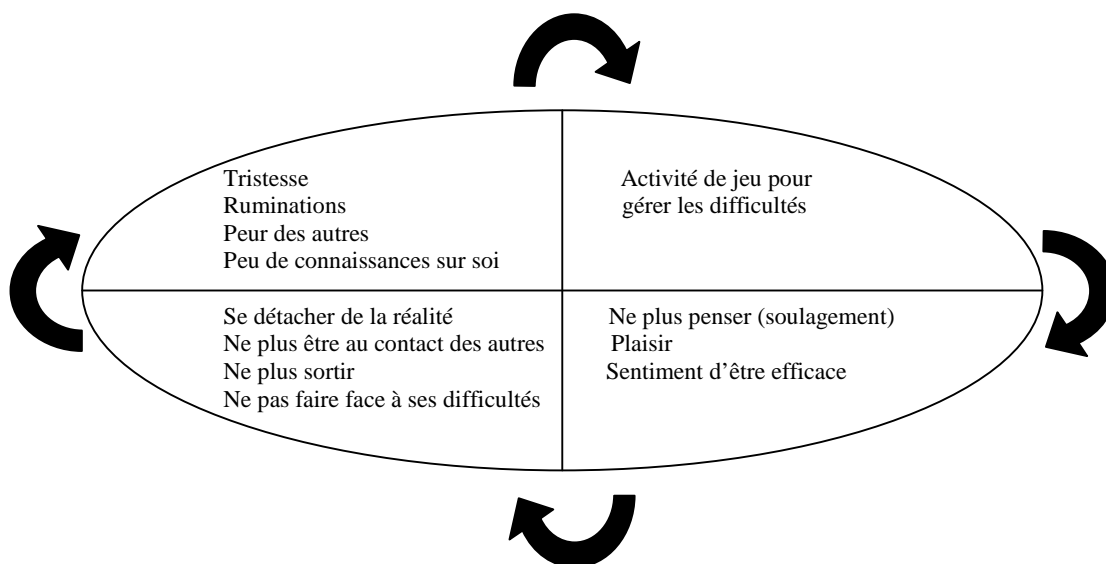 Tristesse
Ruminations
Peur des autres
Peu de connaissances sur soi
Activité de jeu pour
gérer les difficultés
Se détacher de la réalité
Ne plus être au contact des autres
Ne plus sortir
Ne pas faire face à ses difficultés
Ne plus penser (soulagement)
Plaisir
Sentiment d’être efficace